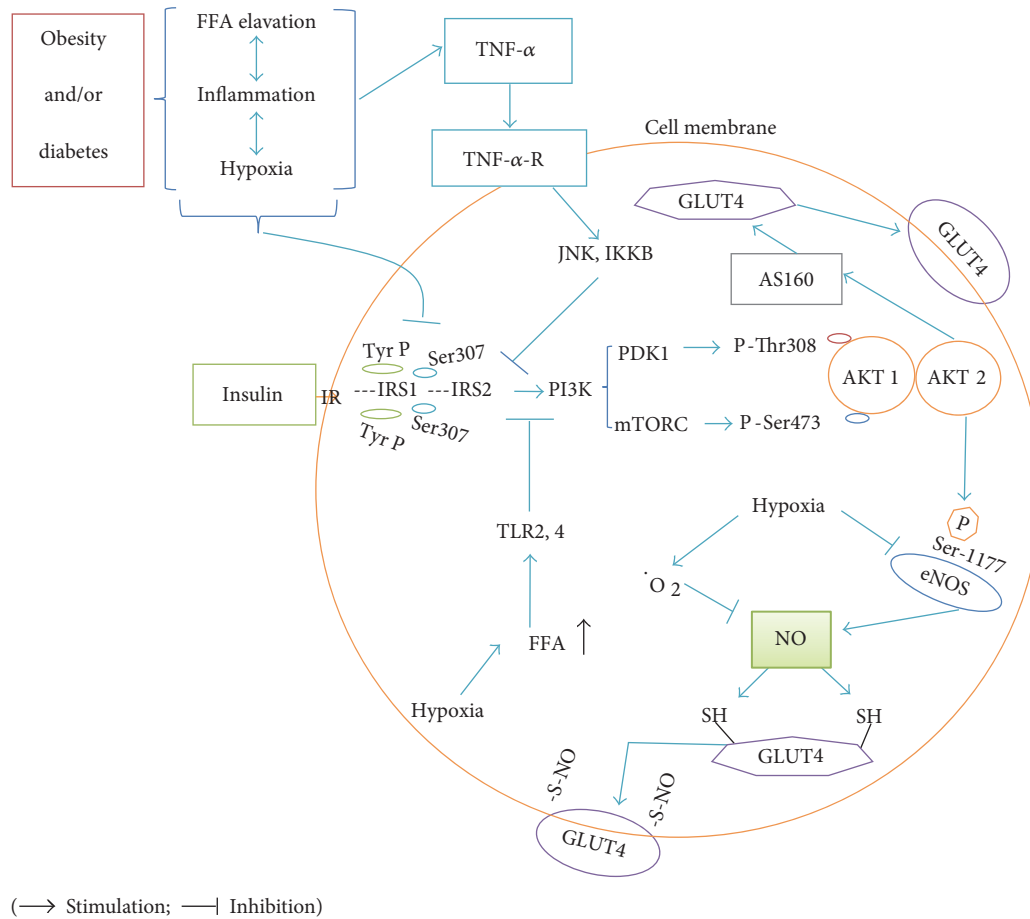 FFA elavation
Inflammation
Hypoxia
Obesity
and/or
diabetes
TNF-α
TNF-α-R
Cell membrane
GLUT4
GLUT4
JNK, IKKB
AS160
Tyr P
Ser307
PDK1
P-Thr308
Insulin
IR
---IRS1
---IRS2
PI3K
AKT 1
AKT 2
Tyr P
Ser307
mTORC
P-Ser473
Hypoxia
P
Ser-1177
eNOS
TLR2, 4
·O 2
NO
FFA
Hypoxia
SH
SH
GLUT4
-S-NO
-S-NO
GLUT4
(⟶ Stimulation; ⟞ Inhibition)